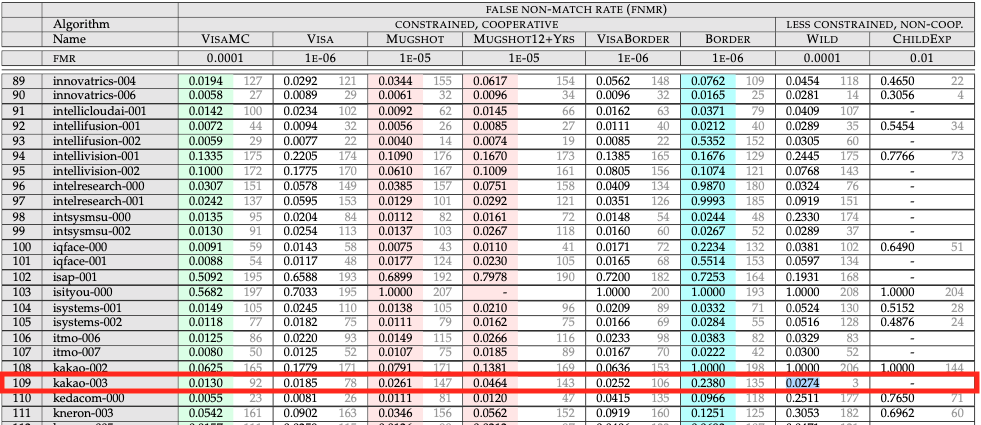 FALSE NON-MATCH RATE (FNMR)
Algorithm CONSTRAINED, COOPERATIVE LESS CONSTRAINED, NON-COOP.
Name VISAMC VISA MUGSHOT MUGSHOT12+YRS VISABORDER BORDER WILD CHILDEXP
FMR 0.0001 1E-06 1E-05 1E-05 1E-06 1E-06 0.0001 0.01
89 innovatrics-004 0.0194 127 0.0292 121 0.0344 155 0.0617 154 0.0562 148 0.0762 109 0.0454 118 0.4650 22
90 innovatrics-006 0.0058 27 0.0089 29 0.0061 32 0.0096 34 0.0096 32 0.0165 25 0.0281 14 0.3056 4
91 intellicloudai-001 0.0142 100 0.0234 102 0.0092 62 0.0145 66 0.0162 63 0.0371 79 0.0409 107 -
92 intellifusion-001 0.0072 44 0.0094 32 0.0056 26 0.0085 27 0.0111 40 0.0212 40 0.0289 35 0.5454 34
93 intellifusion-002 0.0059 29 0.0077 22 0.0040 14 0.0074 19 0.0085 22 0.5352 152 0.0305 60 -
94 intellivision-001 0.1335 175 0.2205 174 0.1090 176 0.1670 173 0.1385 165 0.1676 129 0.2445 175 0.7766 73
95 intellivision-002 0.1000 172 0.1775 170 0.0610 167 0.1009 161 0.0805 156 0.1074 121 0.0768 143 -
96 intelresearch-000 0.0307 151 0.0578 149 0.0385 157 0.0751 158 0.0409 134 0.9870 180 0.0324 76 -
97 intelresearch-001 0.0242 137 0.0595 153 0.0129 101 0.0292 121 0.0351 126 0.9993 185 0.0919 151 -
98 intsysmsu-000 0.0135 95 0.0204 84 0.0112 82 0.0161 72 0.0148 54 0.0244 48 0.2330 174 -
99 intsysmsu-002 0.0130 91 0.0254 113 0.0137 103 0.0267 118 0.0160 60 0.0267 52 0.0289 37 -
100 iqface-000 0.0091 59 0.0143 58 0.0075 43 0.0110 41 0.0171 72 0.2234 132 0.0381 102 0.6490 51
101 iqface-001 0.0088 54 0.0117 48 0.0177 124 0.0230 105 0.0165 68 0.5514 153 0.0597 134 -
102 isap-001 0.5092 195 0.6588 193 0.6899 192 0.7978 190 0.7200 182 0.7253 164 0.1931 168 -
103 isityou-000 0.5682 197 0.7033 195 1.0000 207 - 1.0000 200 1.0000 193 1.0000 208 1.0000 204
104 isystems-001 0.0149 105 0.0245 110 0.0138 105 0.0210 96 0.0209 89 0.0332 71 0.0524 130 0.5152 28
105 isystems-002 0.0118 77 0.0182 75 0.0111 79 0.0162 75 0.0166 69 0.0284 55 0.0516 128 0.4876 24
106 itmo-006 0.0125 86 0.0220 93 0.0149 115 0.0266 116 0.0233 98 0.0383 82 0.0329 83 -
107 itmo-007 0.0080 50 0.0125 52 0.0107 75 0.0185 89 0.0167 70 0.0222 42 0.0300 52 -
108 kakao-002 0.0625 165 0.1779 171 0.0791 171 0.1381 169 0.0636 153 1.0000 198 1.0000 206 1.0000 144
109 kakao-003 0.0130 92 0.0185 78 0.0261 147 0.0464 143 0.0252 106 0.2380 135 0.0274 3 -
110 kedacom-000 0.0055 23 0.0081 26 0.0111 81 0.0120 47 0.0415 135 0.0966 118 0.2511 177 0.7650 71
111 kneron-003 0.0542 161 0.0902 163 0.0346 156 0.0562 152 0.0919 160 0.1251 125 0.3053 182 0.6962 60